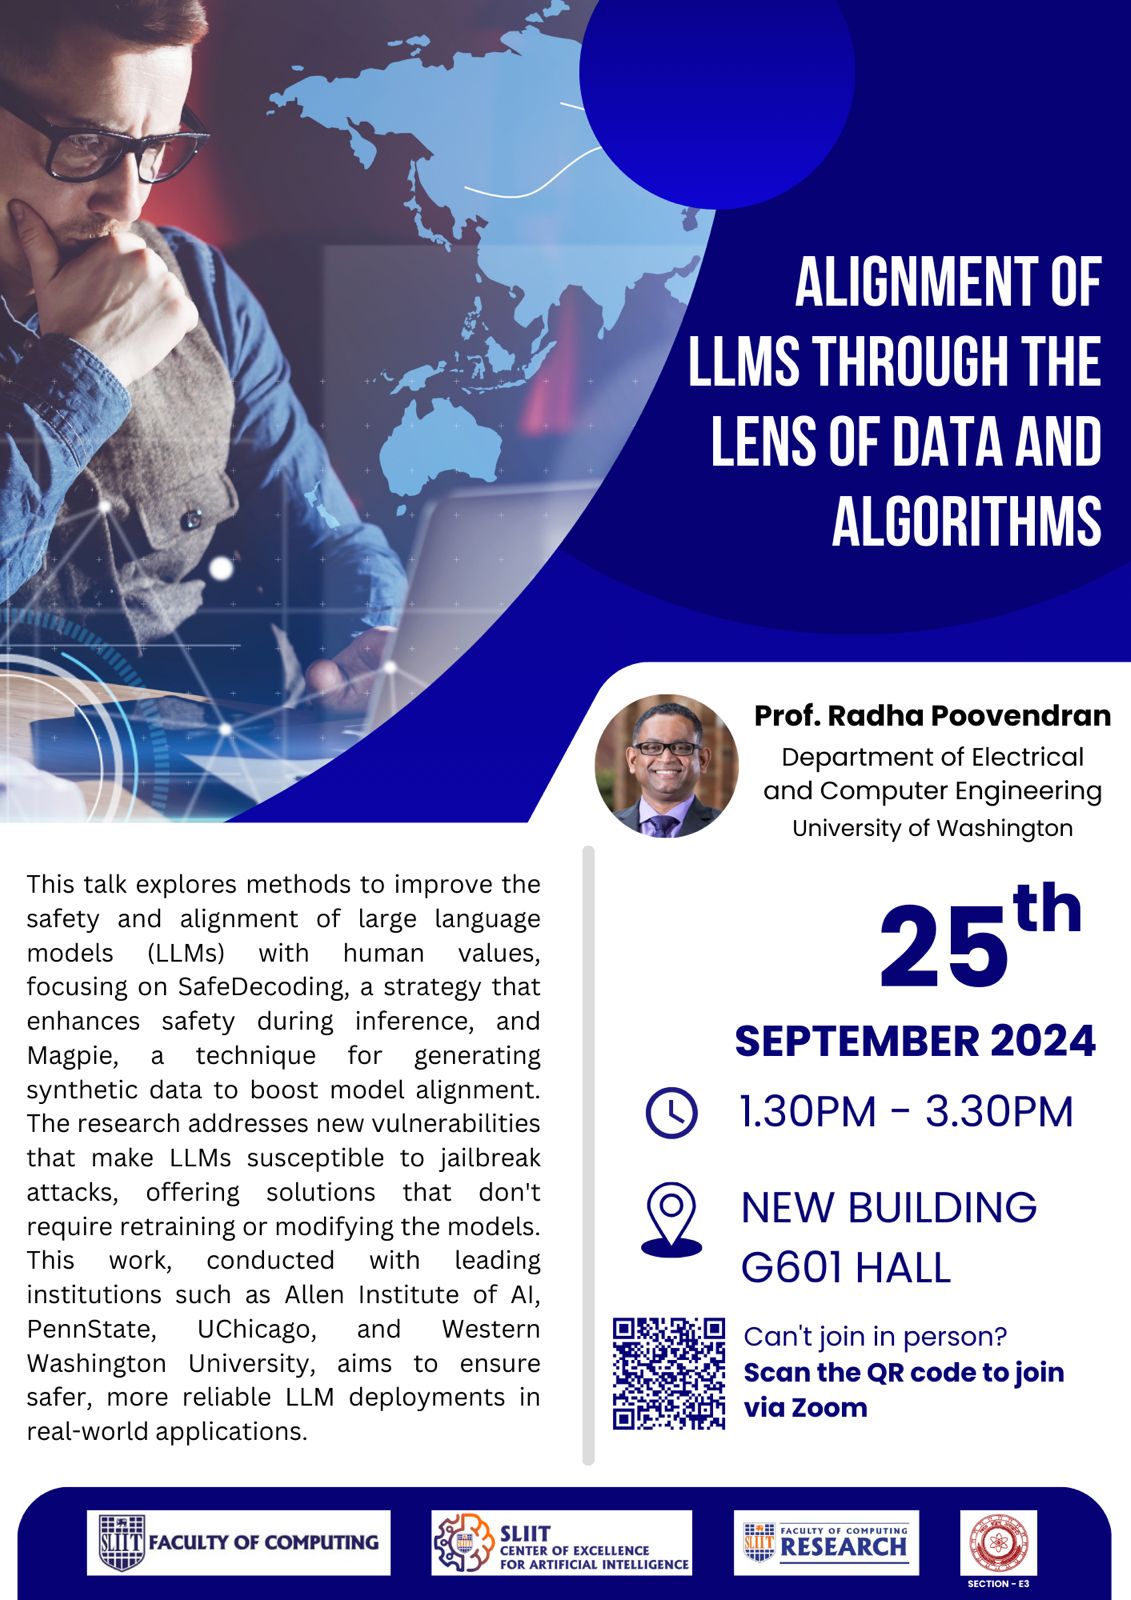 ALIGNMENT OF
LLMS THROUGH THE
LENS OF DATA AND
ALGORITHMS
Prof. Radha Poovendran
Department of Electrical
and Computer Engineering
University of Washington
This talk explores methods to improve the
safety and alignment of large language
models (LLMs) with human values,
focusing on SafeDecoding, a strategy that
enhances safety during inference, and
Magpie, a technique for generating
synthetic data to boost model alignment.
The research addresses new vulnerabilities
that make LLMs susceptible to jailbreak
attacks, offering solutions that don't
require retraining or modifying the models.
This work, conducted with leading
institutions such as Allen Institute of AI,
PennState, UChicago, and Western
Washington University, aims to ensure
safer, more reliable LLM deployments in
real-world applications.
25th
SEPTEMBER 2024
1.30PM - 3.30PM
NEW BUILDING
G601 HALL
Can't join in person?
Scan the QR code to join
via Zoom
SLIIT FACULTY OF COMPUTING
SLIIT
CENTER OF EXCELLENCE
FOR ARTIFICIAL INTELLIGENCE
SLIIT
FACULTY OF COMPUTING
RESEARCH
SECTION - E3